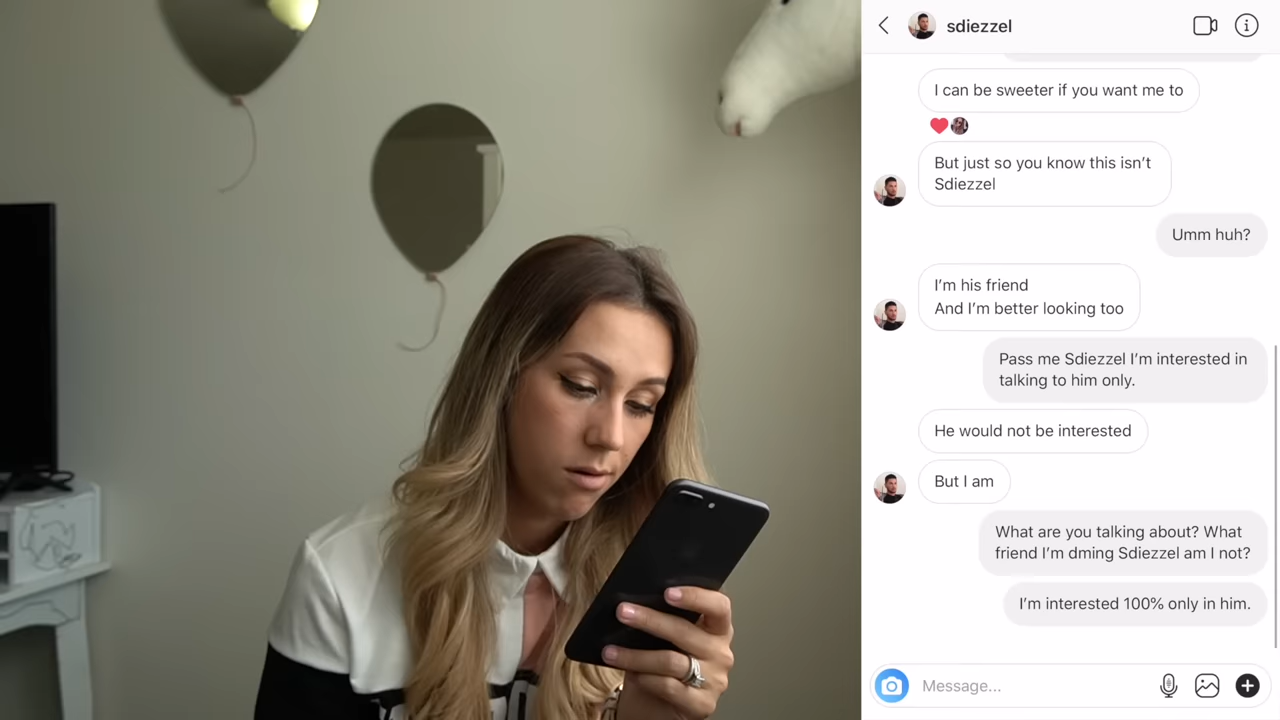 sdiezzel
I can be sweeter if you want me to
But just so you know this isn't
Sdiezzel
Umm huh?
I'm his friend
And I'm better looking too
Pass me Sdiezzel I'm interested in
talking to him only.
He would not be interested
But I am
What are you talking about? What
friend I'm dming Sdiezzel am I not?
I'm interested 100% only in him.
Message...